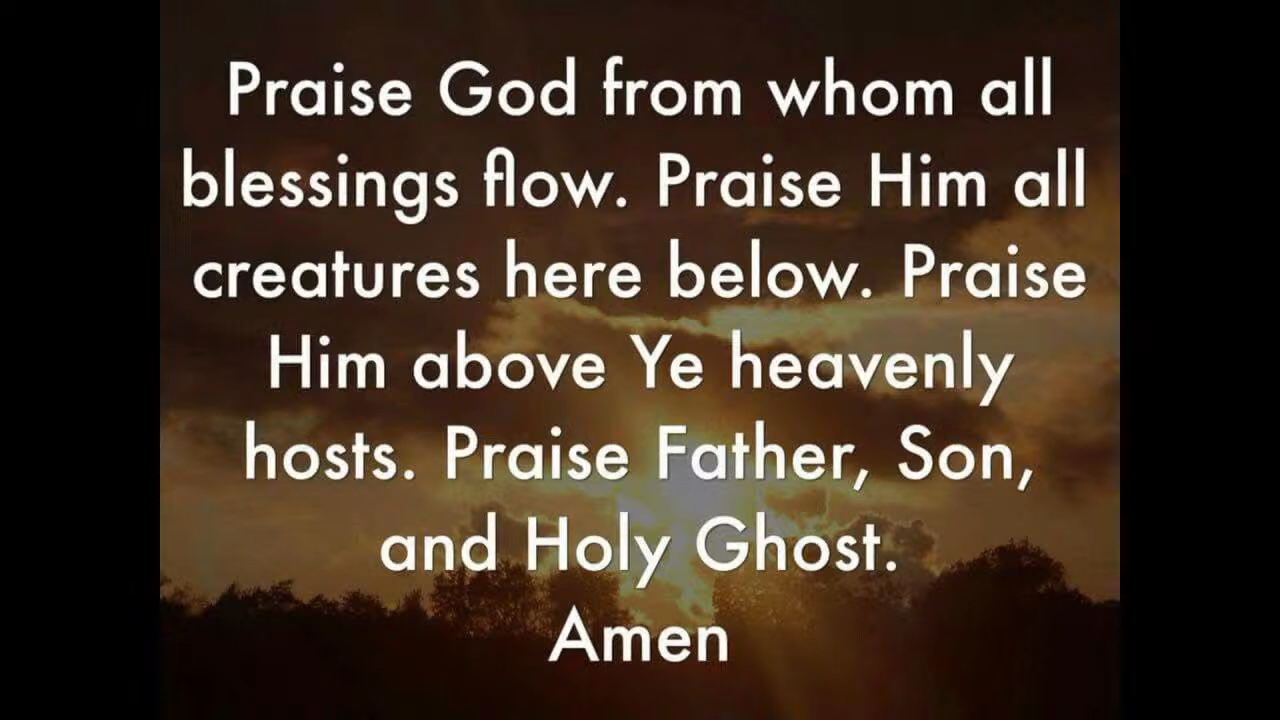 Praise God from whom all
blessings flow. Praise Him all
creatures here below. Praise
Him above Ye heavenly
hosts. Praise Father, Son,
and Holy Ghost.
Amen